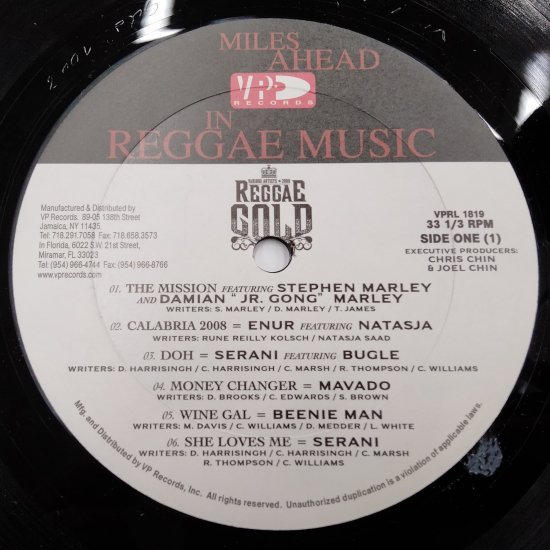 MILES
AHEAD
VP
RECORDS
IN
REGGAE MUSIC
VARIOUS ARTISTS • 2008
REGGAE
GOLD
Manufactured & Distributed by
VP Records. 89-05 138th Street
Jamaica, NY 11435.
Tel: 718.291.7058 Fax: 718.658.3573
In Florida, 6022 S.W. 21st Street,
Miramar, FL 33023
Tel: (954) 966-4744 Fax: (954) 966-8766
www.vprecords.com
VPRL 1819
33 1/3 RPM
SIDE ONE (1)
EXECUTIVE PRODUCERS:
CHRIS CHIN
& JOEL CHIN
01. THE MISSION FEATURING STEPHEN MARLEY
AND DAMIAN "JR. GONG" MARLEY
WRITERS: S. MARLEY / D. MARLEY / T. JAMES
02. CALABRIA 2008 = ENUR FEATURING NATASJA
WRITERS: RUNE REILLY KOLSCH / NATASJA SAAD
03. DOH = SERANI FEATURING BUGLE
WRITERS: D. HARRISINGH / C. HARRISINGH / C. MARSH / R. THOMPSON / C. WILLIAMS
04. MONEY CHANGER = MAVADO
WRITERS: D. BROOKS / C. EDWARDS / S. BROWN
05. WINE GAL = BEENIE MAN
WRITERS: M. DAVIS / C. WILLIAMS / D. MEDDER / L. WHITE
06. SHE LOVES ME = SERANI
WRITERS: D. HARRISINGH / C. HARRISINGH / C. MARSH
R. THOMPSON / C. WILLIAMS
Mfg. and Distributed by VP Records, Inc. All rights reserved. Unauthorized duplication is a violation of applicable laws.